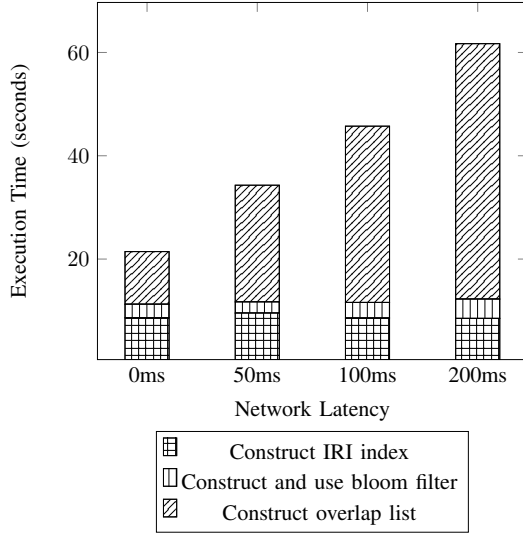 60
40
20
Execution Time (seconds)
0ms 50ms 100ms 200ms
Network Latency
Construct IRI index
Construct and use bloom filter
Construct overlap list